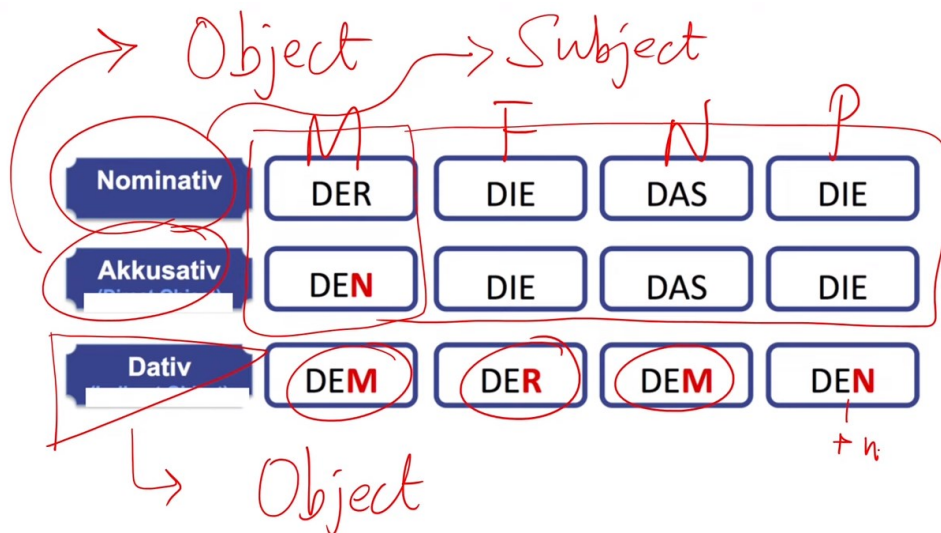 Object Subject
M F N P
Nominativ DER DIE DAS DIE
Akkusativ DEN DIE DAS DIE
Dativ DEM DER DEM DEN
+ n
Object